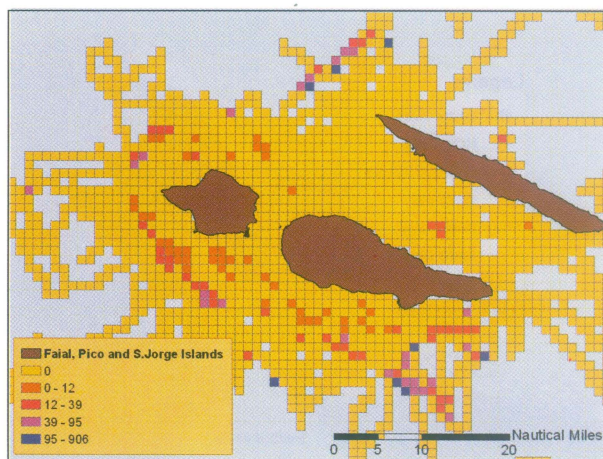 Faial, Pico and S.Jorge Islands
0
0 - 12
12 - 39
39 - 95
95 - 906
Nautical Miles
0 5 10 20